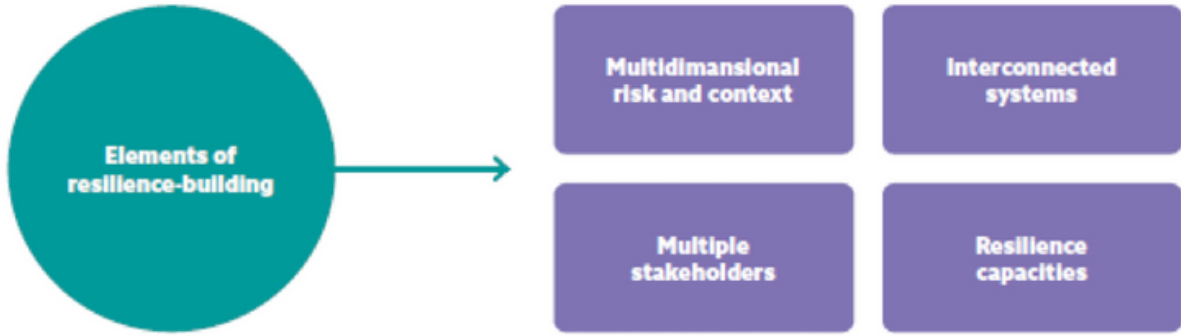 Elements of
resilience-building
Multidimansional
risk and context
Interconnected
systems
Multiple
stakeholders
Resilience
capacities